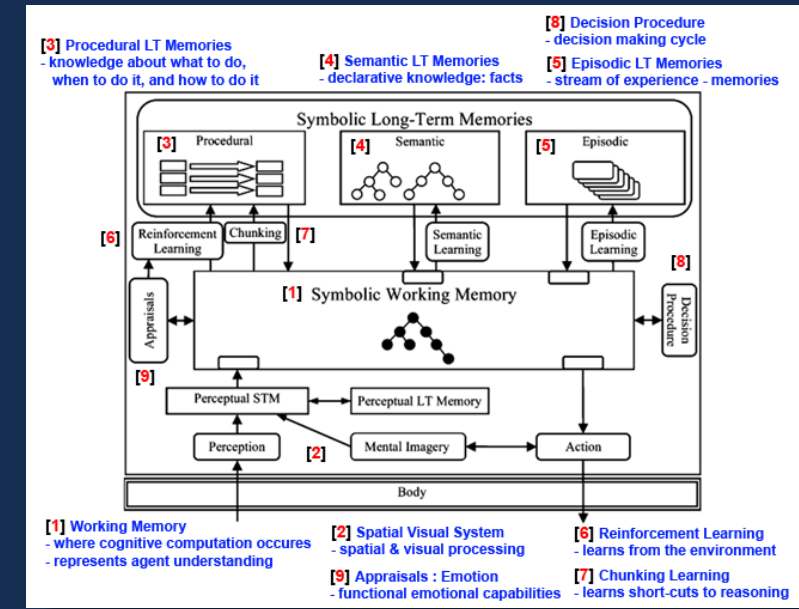 [8] Decision Procedure
- decision making cycle
[3] Procedural LT Memories
- knowledge about what to do,
when to do it, and how to do it
[4] Semantic LT Memories
- declarative knowledge: facts
[5] Episodic LT Memories
- stream of experience - memories
Symbolic Long-Term Memories
[3] Procedural
[4] Semantic
[5] Episodic
[6] Reinforcement
Learning
Chunking
[7]
Semantic
Learning
Episodic
Learning
[8]
Appraisals
[1] Symbolic Working Memory
Decision
Procedure
[9]
Perceptual STM
Perceptual LT Memory
Perception
[2]
Mental Imagery
Action
Body
[1] Working Memory
- where cognitive computation occures
- represents agent understanding
[2] Spatial Visual System
- spatial & visual processing
[9] Appraisals : Emotion
- functional emotional capabilities
[6] Reinforcement Learning
- learns from the environment
[7] Chunking Learning
- learns short-cuts to reasoning